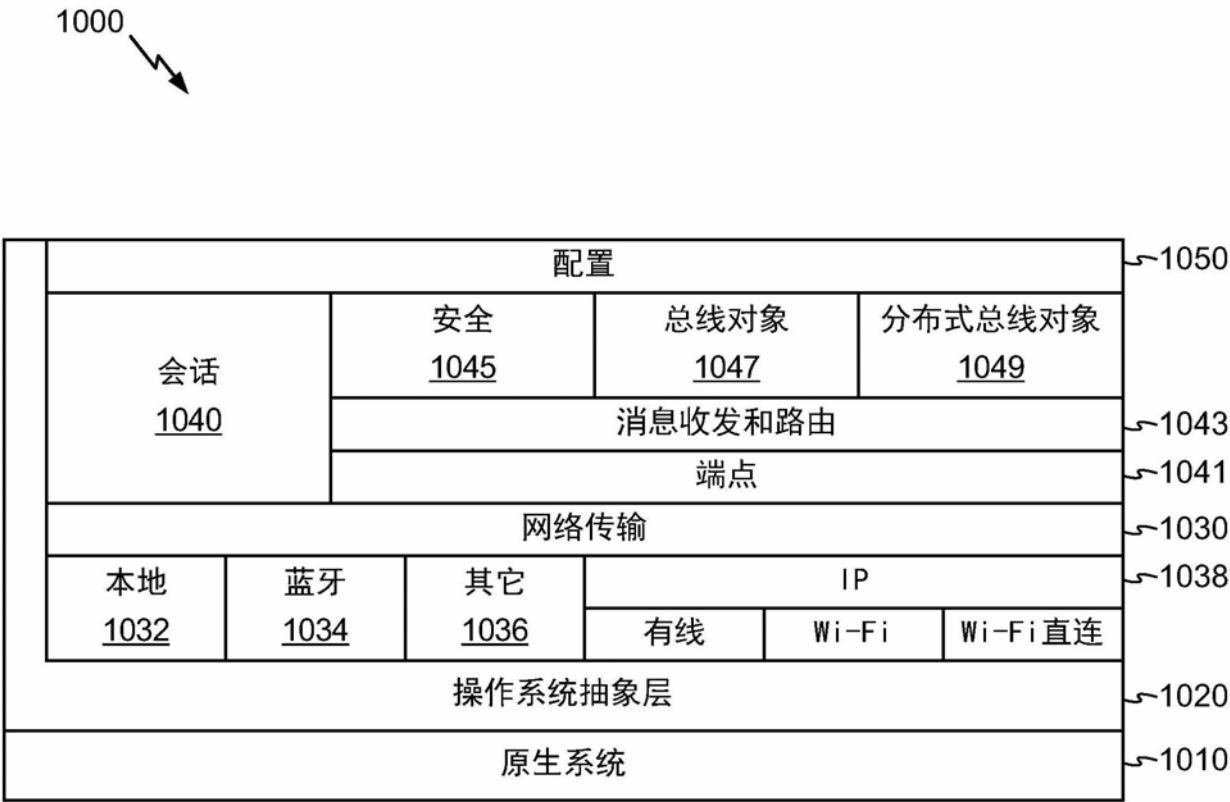 1000
配置
1050
安全
总线对象
分布式总线对象
1045
1047
1049
会话
1040
消息收发和路由
1043
端点
1041
网络传输
1030
本地
蓝牙
其它
IP
1038
1032
1034
1036
有线
Wi-Fi
Wi-Fi直连
操作系统抽象层
1020
原生系统
1010